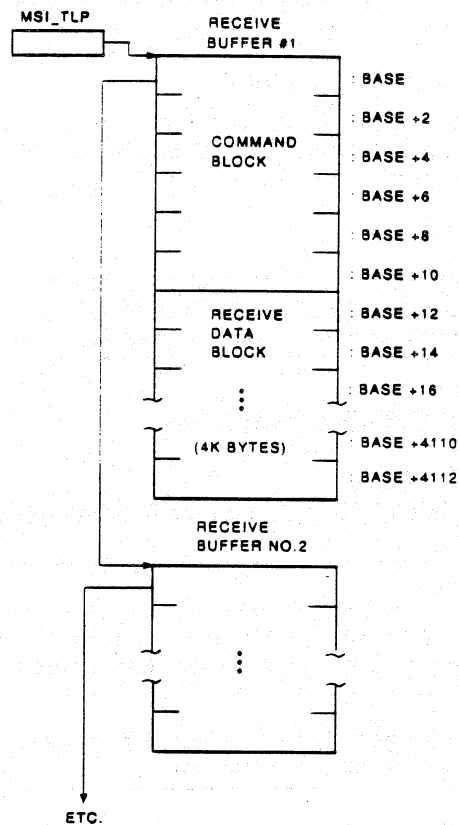 MSI_TLP
RECEIVE
BUFFER #1
: BASE
: BASE +2
COMMAND
BLOCK
: BASE +4
: BASE +6
: BASE +8
: BASE +10
RECEIVE
DATA
BLOCK
: BASE +12
: BASE +14
: BASE +16
(4K BYTES)
: BASE +4110
: BASE +4112
RECEIVE
BUFFER NO.2
ETC.